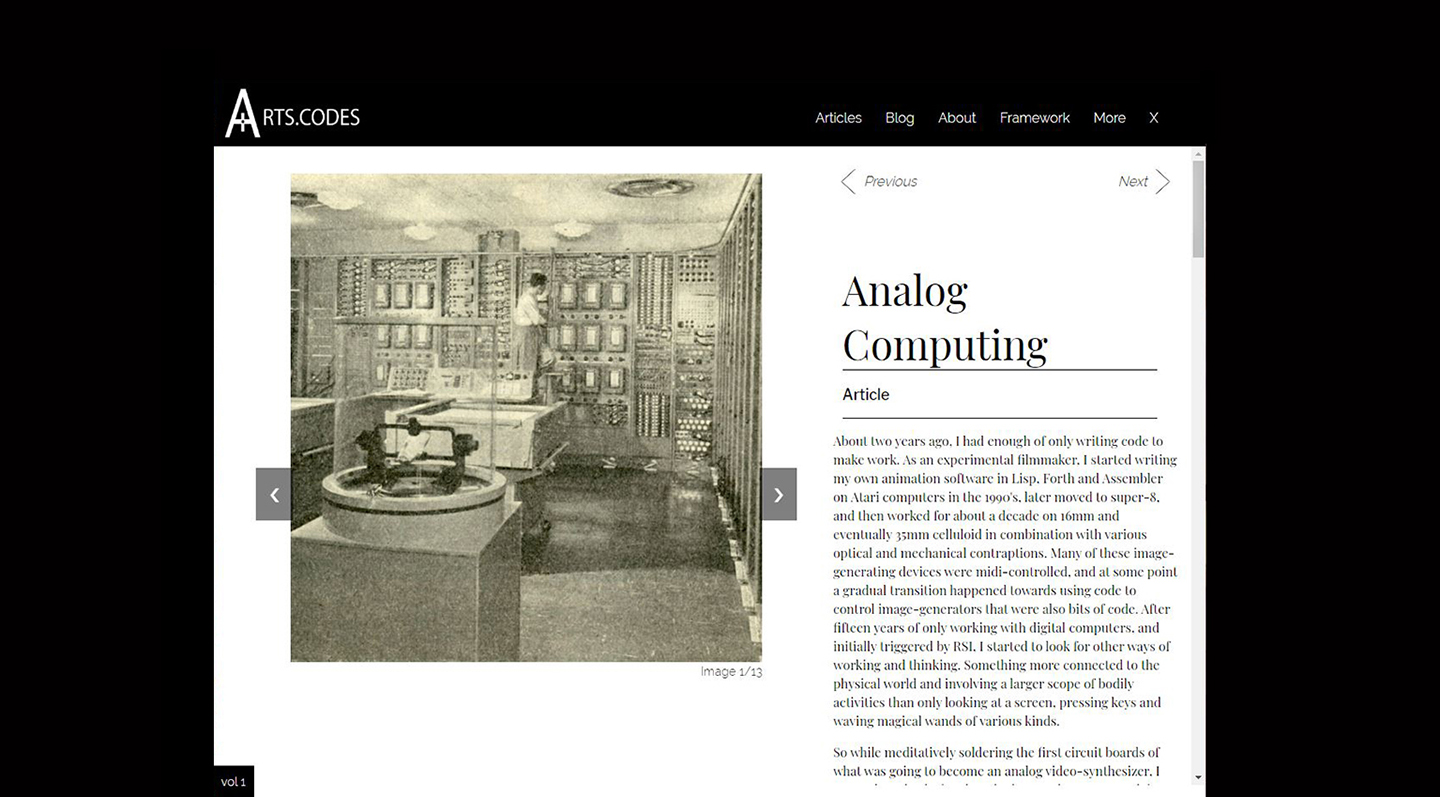 ARTS.CODES
Articles Blog About Framework More X
Previous Next
Analog
Computing
Article
About two years ago, I had enough of only writing code to
make work. As an experimental filmmaker, I started writing
my own animation software in Lisp, Forth and Assembler
on Atari computers in the 1990's, later moved to super-8,
and then worked for about a decade on 16mm and
eventually 35mm celluloid in combination with various
optical and mechanical contraptions. Many of these image-
generating devices were midi-controlled, and at some point
a gradual transition happened towards using code to
control image-generators that were also bits of code. After
fifteen years of only working with digital computers, and
initially triggered by RSI, I started to look for other ways of
working and thinking. Something more connected to the
physical world and involving a larger scope of bodily
activities than only looking at a screen, pressing keys and
waving magical wands of various kinds.
So while meditatively soldering the first circuit boards of
what was going to become an analog video-synthesizer, I
Image 1/13
vol 1